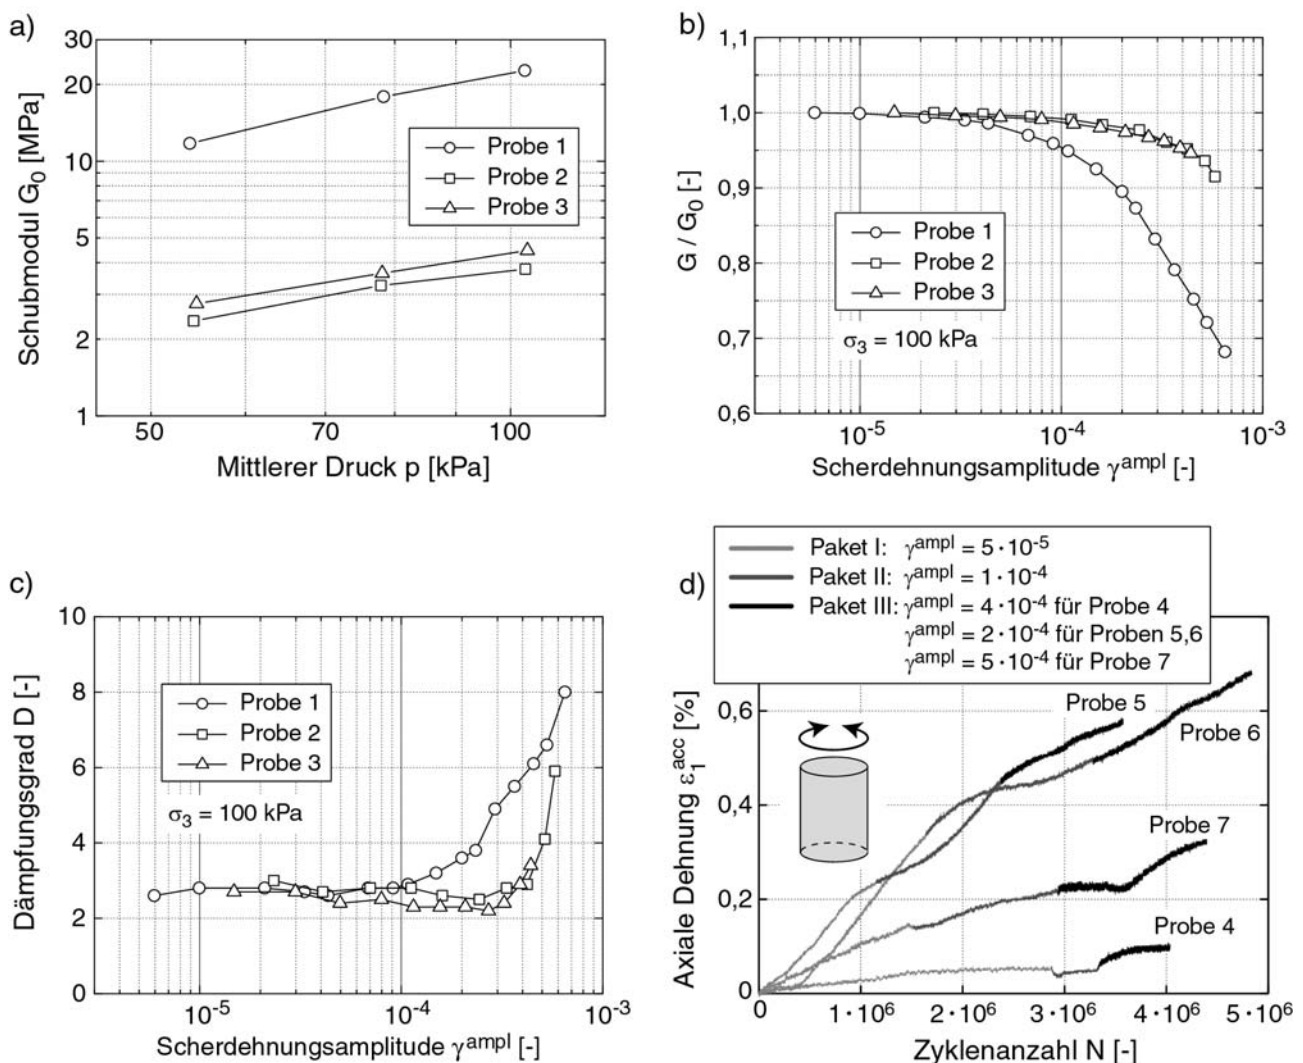 a)
30
20
10
5
2
1
Schubmodul G₀ [MPa]
Probe 1
Probe 2
Probe 3
50
70
100
Mittlerer Druck p [kPa]
b)
1,1
1,0
0,9
0,8
0,7
0,6
G / G₀ [-]
Probe 1
Probe 2
Probe 3
σ₃ = 100 kPa
10⁻⁵
10⁻⁴
10⁻³
Scherdehnungsamplitude γᵃᵐᵖˡ [-]
c)
10
8
6
4
2
0
Dämpfungsgrad D [-]
Probe 1
Probe 2
Probe 3
σ₃ = 100 kPa
10⁻⁵
10⁻⁴
10⁻³
Scherdehnungsamplitude γᵃᵐᵖˡ [-]
d)
Paket I: γᵃᵐᵖˡ = 5·10⁻⁵
Paket II: γᵃᵐᵖˡ = 1·10⁻⁴
Paket III: γᵃᵐᵖˡ = 4·10⁻⁴ für Probe 4
γᵃᵐᵖˡ = 2·10⁻⁴ für Proben 5,6
γᵃᵐᵖˡ = 5·10⁻⁴ für Probe 7
0,6
0,4
0,2
0
Axiale Dehnung ε₁ᵃᶜᶜ [%]
Probe 5
Probe 6
Probe 7
Probe 4
0
1·10⁶
2·10⁶
3·10⁶
4·10⁶
5·10⁶
Zyklenanzahl N [-]